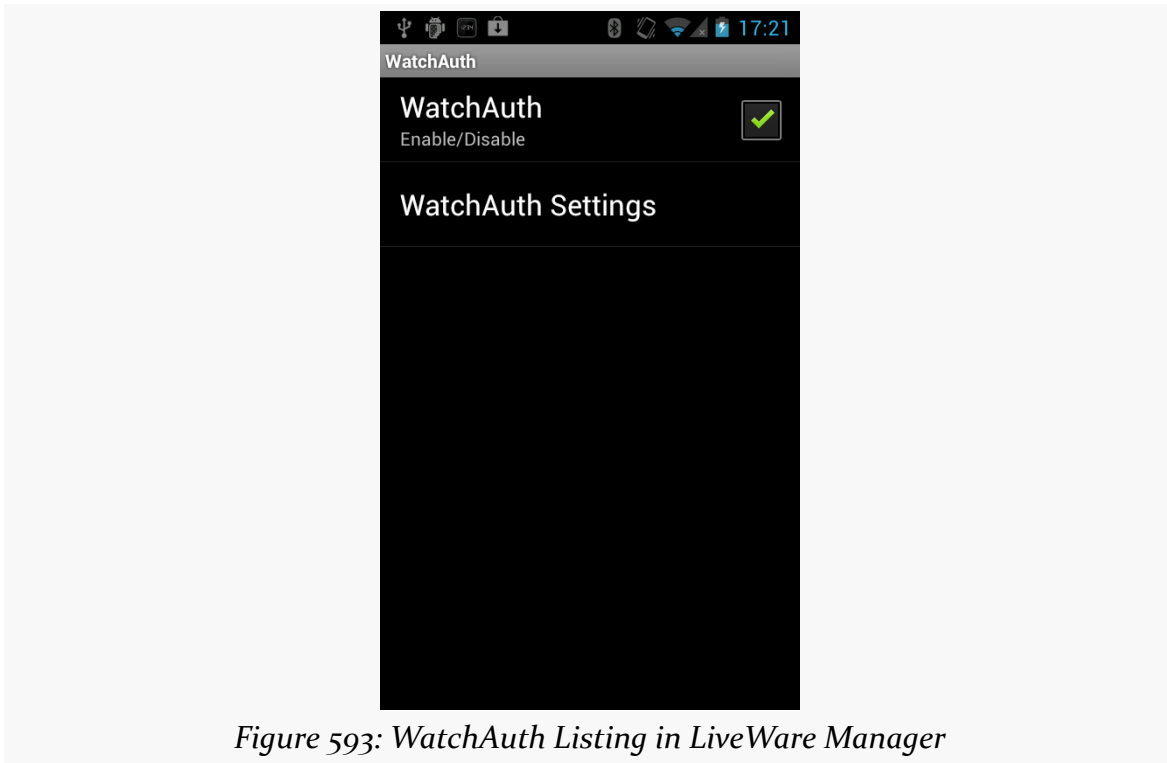 17:21
WatchAuth
WatchAuth
Enable/Disable
WatchAuth Settings
Figure 593: WatchAuth Listing in LiveWare Manager